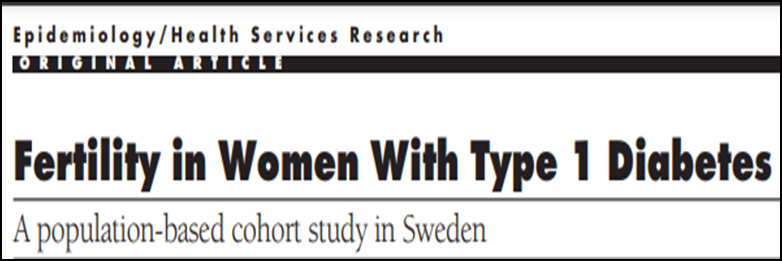 Epidemiology/Health Services Research
ORIGINAL ARTICLE
Fertility in Women With Type 1 Diabetes
A population-based cohort study in Sweden